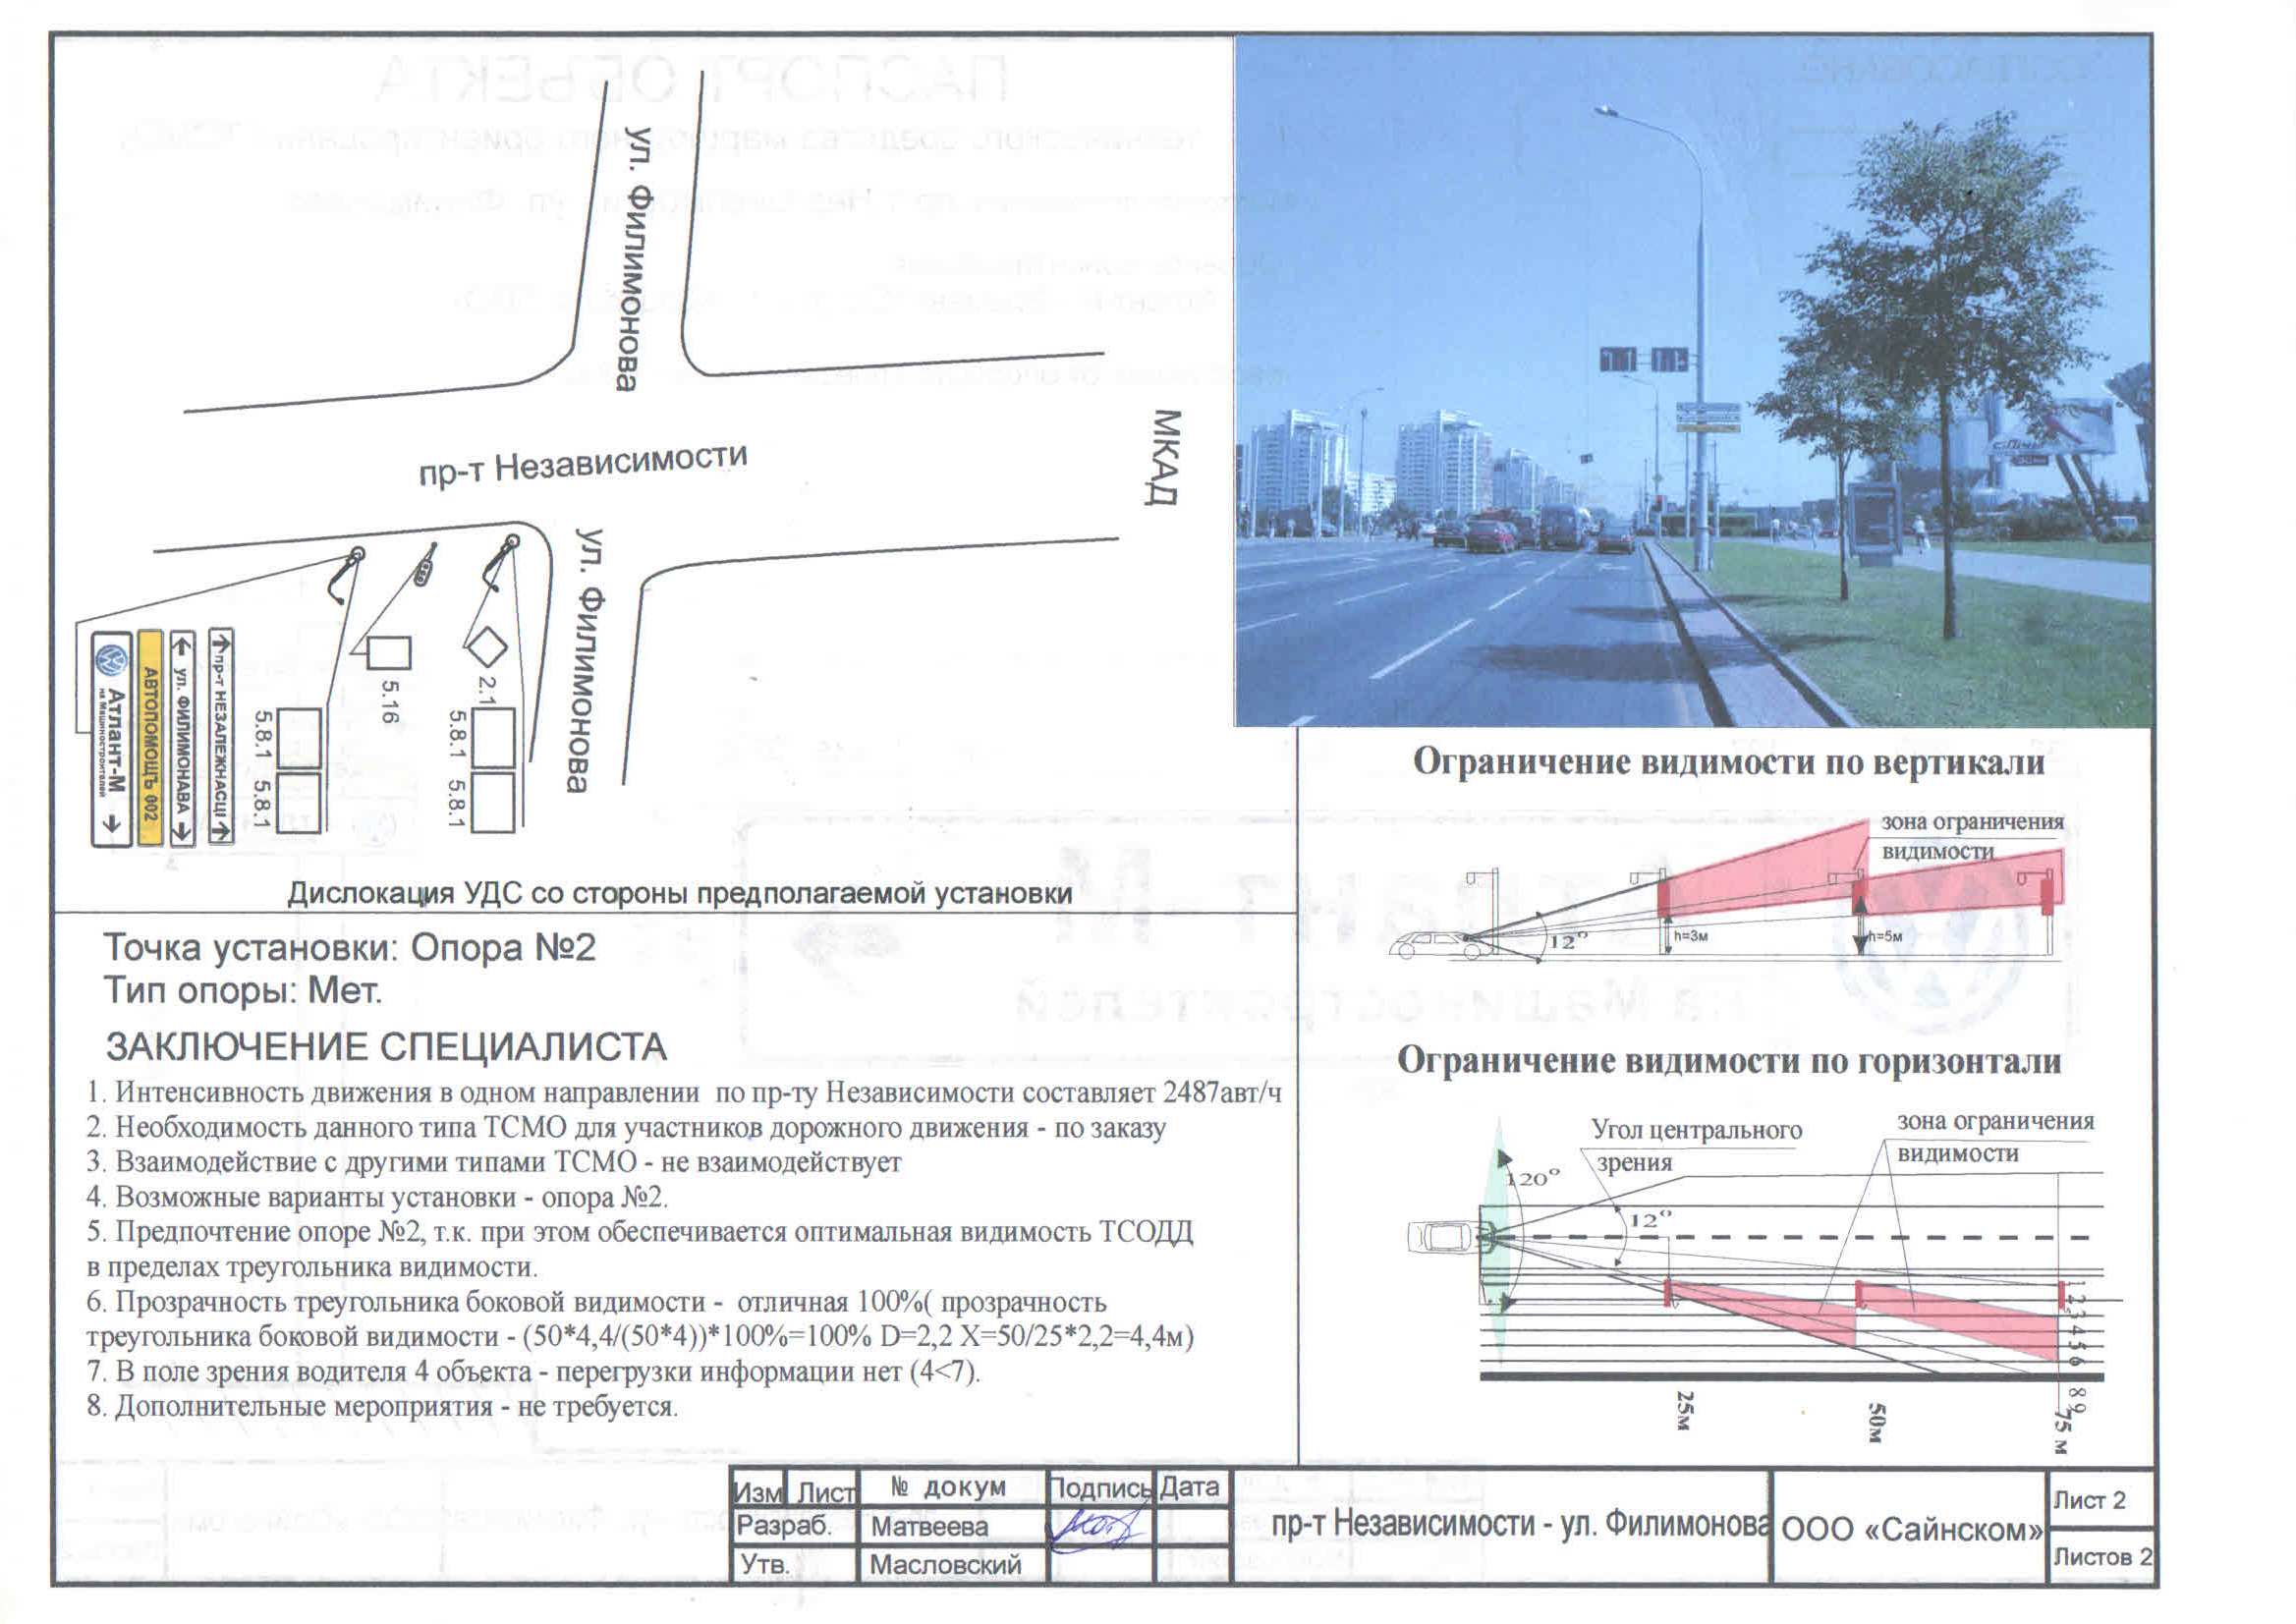 ул. Филимонова
пр-т Независимости
МКАД
ул. Филимонова
Атлант-М
на Машиностроителей
АВТОПОМОЩЪ 002
ул. ФИЛИМОНАВА
пр-т НЕЗАЛЕЖНАСЦІ
5.16
2.1
5.8.1
5.8.1
5.8.1
5.8.1
Дислокация УДС со стороны предполагаемой установки
Точка установки: Опора №2
Тип опоры: Мет.
ЗАКЛЮЧЕНИЕ СПЕЦИАЛИСТА
1. Интенсивность движения в одном направлении по пр-ту Независимости составляет 2487авт/ч
2. Необходимость данного типа ТСМО для участников дорожного движения - по заказу
3. Взаимодействие с другими типами ТСМО - не взаимодействует
4. Возможные варианты установки - опора №2.
5. Предпочтение опоре №2, т.к. при этом обеспечивается оптимальная видимость ТСОДД
в пределах треугольника видимости.
6. Прозрачность треугольника боковой видимости - отличная 100%( прозрачность
треугольника боковой видимости - (50*4,4/(50*4))*100%=100% D=2,2 X=50/25*2,2=4,4м)
7. В поле зрения водителя 4 объекта - перегрузки информации нет (4<7).
8. Дополнительные мероприятия - не требуется.
Ограничение видимости по вертикали
зона ограничения
видимости
12°
h=3м
h=5м
Ограничение видимости по горизонтали
Угол центрального
зрения
зона ограничения
видимости
120°
12°
1 2 3 4 5 6 8 9
25м
50м
75 м
Изм Лист № докум Подпись Дата
Разраб. Матвеева
Утв. Масловский
пр-т Независимости - ул. Филимонова
ООО «Сайнском»
Лист 2
Листов 2